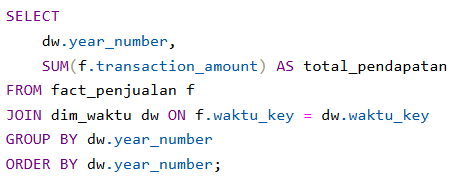 SELECT
dw.year_number,
SUM(f.transaction_amount) AS total_pendapatan
FROM fact_penjualan f
JOIN dim_waktu dw ON f.waktu_key = dw.waktu_key
GROUP BY dw.year_number
ORDER BY dw.year_number;